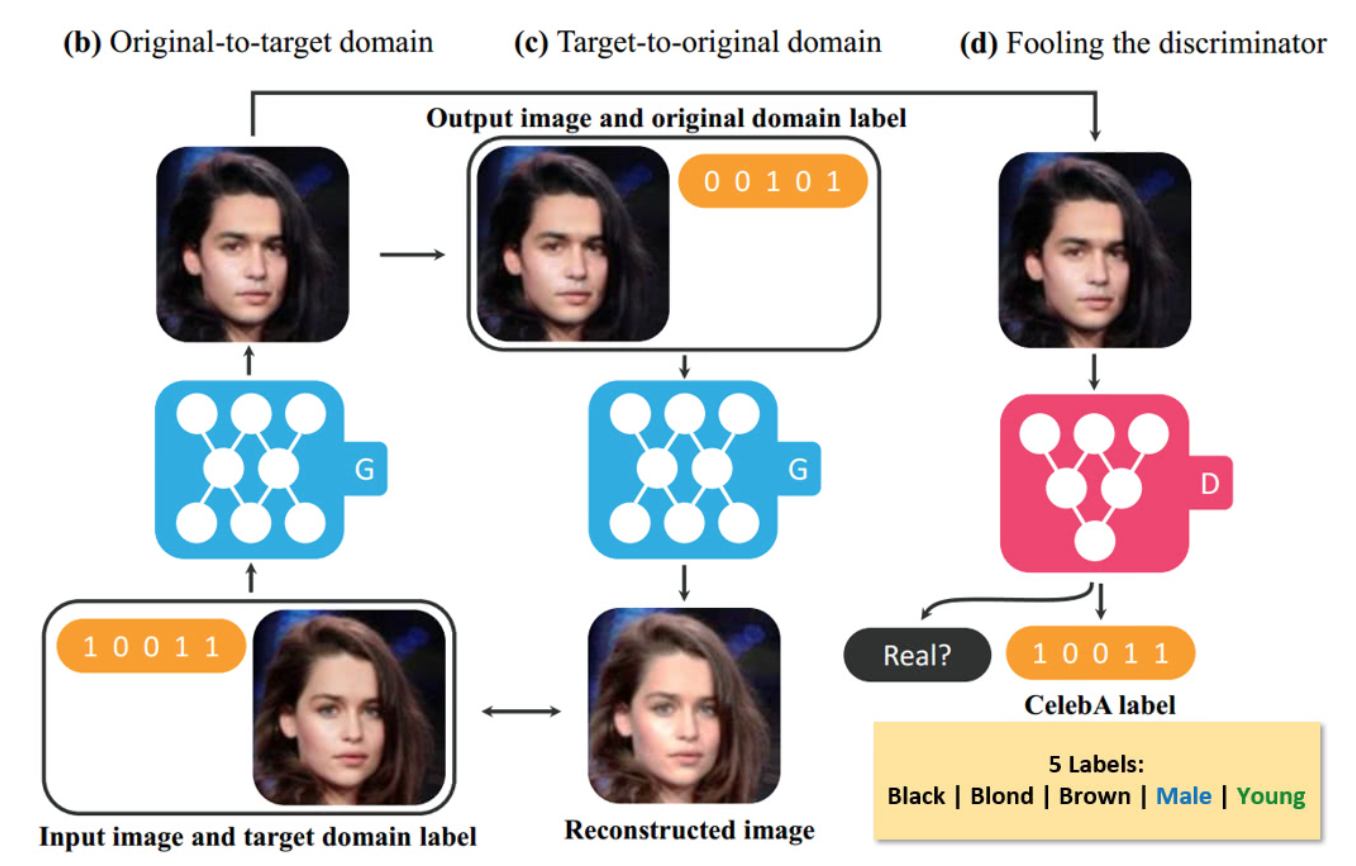 (b) Original-to-target domain
(c) Target-to-original domain
(d) Fooling the discriminator
Output image and original domain label
0 0 1 0 1
G
G
D
1 0 0 1 1
Real?
1 0 0 1 1
CelebA label
5 Labels:
Black | Blond | Brown | Male | Young
Input image and target domain label
Reconstructed image